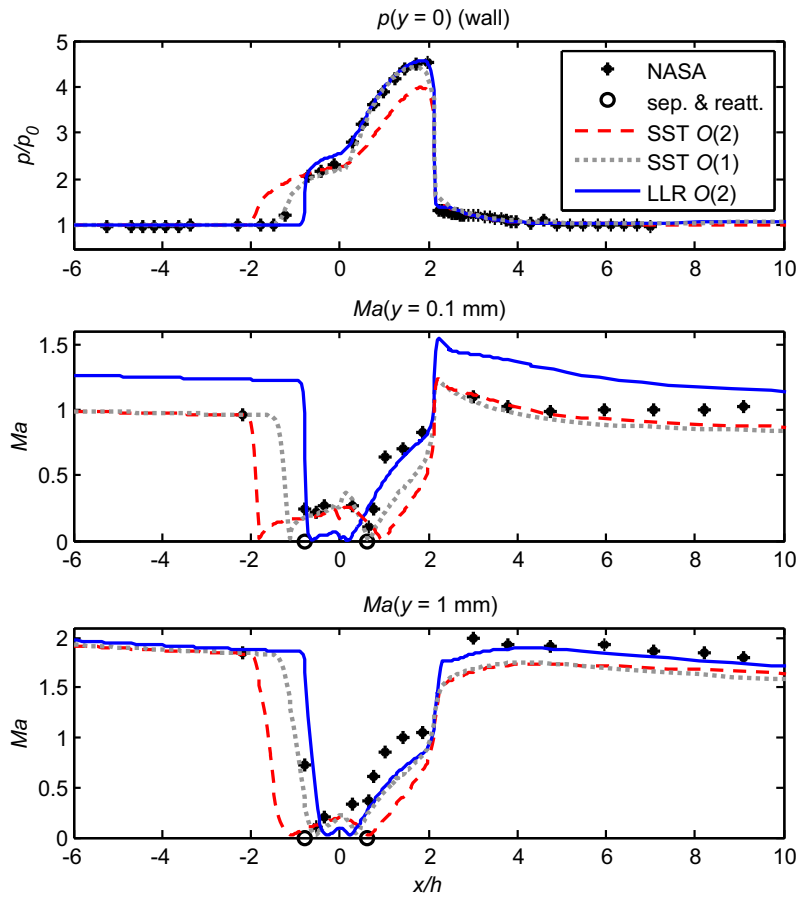 p(y = 0) (wall)
5
4
3
2
1
p/p0
NASA
sep. & reatt.
SST O(2)
SST O(1)
LLR O(2)
-6 -4 -2 0 2 4 6 8 10
Ma(y = 0.1 mm)
1.5
1
0.5
0
Ma
-6 -4 -2 0 2 4 6 8 10
Ma(y = 1 mm)
2
1.5
1
0.5
0
Ma
-6 -4 -2 0 2 4 6 8 10
x/h